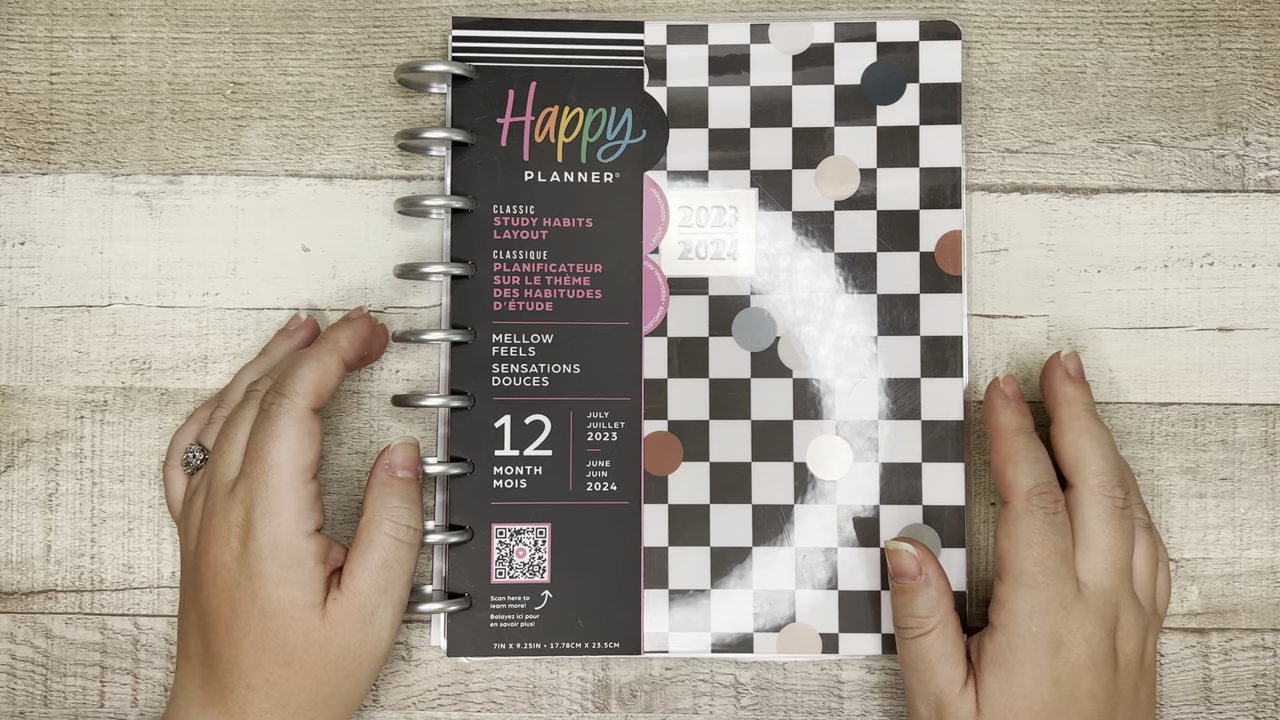 Happy
PLANNER®
CLASSIC
STUDY HABITS
LAYOUT
CLASSIQUE
PLANIFICATEUR
SUR LE THÈME
DES HABITUDES
D'ÉTUDE
MELLOW
FEELS
SENSATIONS
DOUCES
12
MONTH
MOIS
JULY
JUILLET
2023
JUNE
JUIN
2024
Scan here to
learn more!
Balayez ici pour
en savoir plus!
7IN X 9.25IN • 17.78CM X 23.5CM
2023
2024